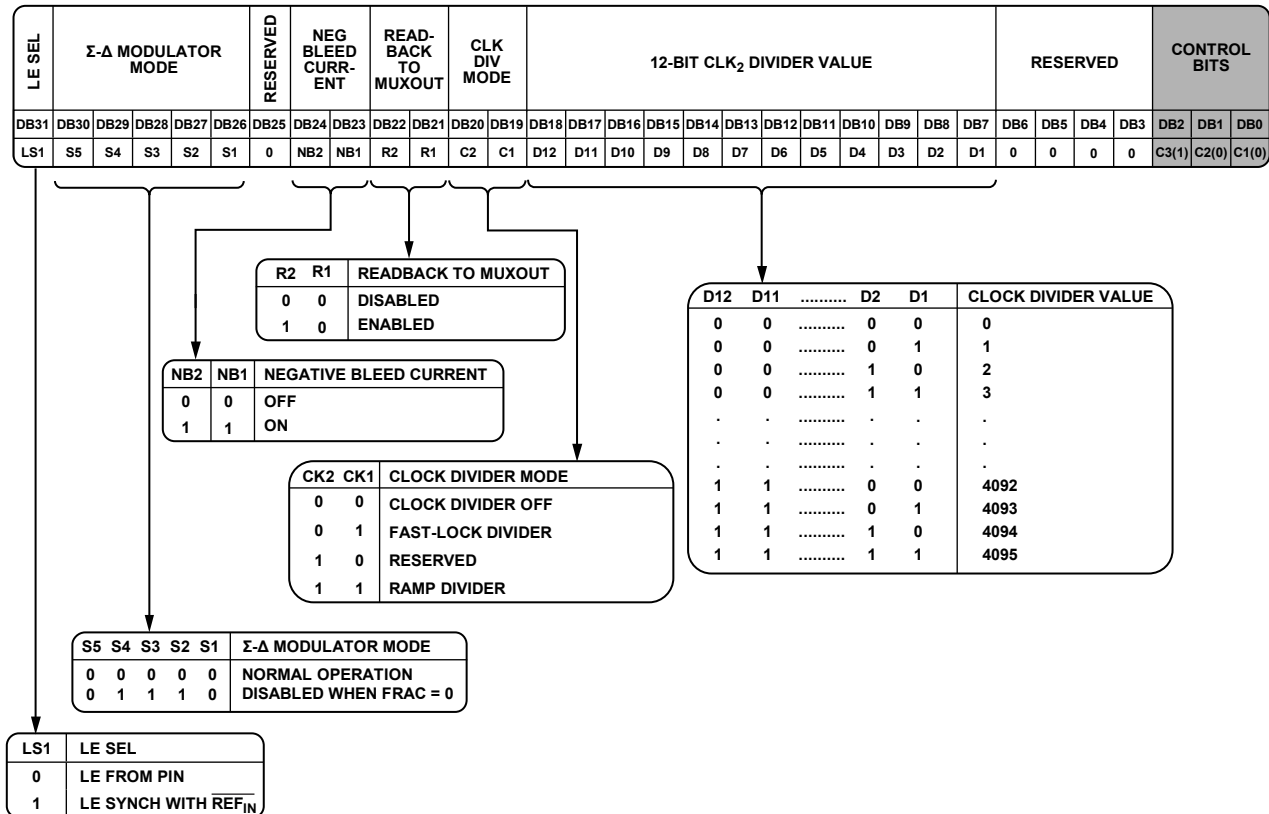 LE SEL
Σ-Δ MODULATOR
MODE
RESERVED
NEG
BLEED
CURR-
ENT
READ-
BACK
TO
MUXOUT
CLK
DIV
MODE
12-BIT CLK2 DIVIDER VALUE
RESERVED
CONTROL
BITS
DB31 DB30 DB29 DB28 DB27 DB26 DB25 DB24 DB23 DB22 DB21 DB20 DB19 DB18 DB17 DB16 DB15 DB14 DB13 DB12 DB11 DB10 DB9 DB8 DB7 DB6 DB5 DB4 DB3 DB2 DB1 DB0
LS1 S5 S4 S3 S2 S1 0 NB2 NB1 R2 R1 C2 C1 D12 D11 D10 D9 D8 D7 D6 D5 D4 D3 D2 D1 0 0 0 0 C3(1) C2(0) C1(0)
R2 R1 READBACK TO MUXOUT
0 0 DISABLED
1 0 ENABLED
D12 D11 .......... D2 D1 CLOCK DIVIDER VALUE
0 0 .......... 0 0 0
0 0 .......... 0 1 1
0 0 .......... 1 0 2
0 0 .......... 1 1 3
. . .......... . . .
. . .......... . . .
. . .......... . . .
1 1 .......... 0 0 4092
1 1 .......... 0 1 4093
1 1 .......... 1 0 4094
1 1 .......... 1 1 4095
NB2 NB1 NEGATIVE BLEED CURRENT
0 0 OFF
1 1 ON
CK2 CK1 CLOCK DIVIDER MODE
0 0 CLOCK DIVIDER OFF
0 1 FAST-LOCK DIVIDER
1 0 RESERVED
1 1 RAMP DIVIDER
S5 S4 S3 S2 S1 Σ-Δ MODULATOR MODE
0 0 0 0 0 NORMAL OPERATION
0 1 1 1 0 DISABLED WHEN FRAC = 0
LS1 LE SEL
0 LE FROM PIN
1 LE SYNCH WITH REFIN